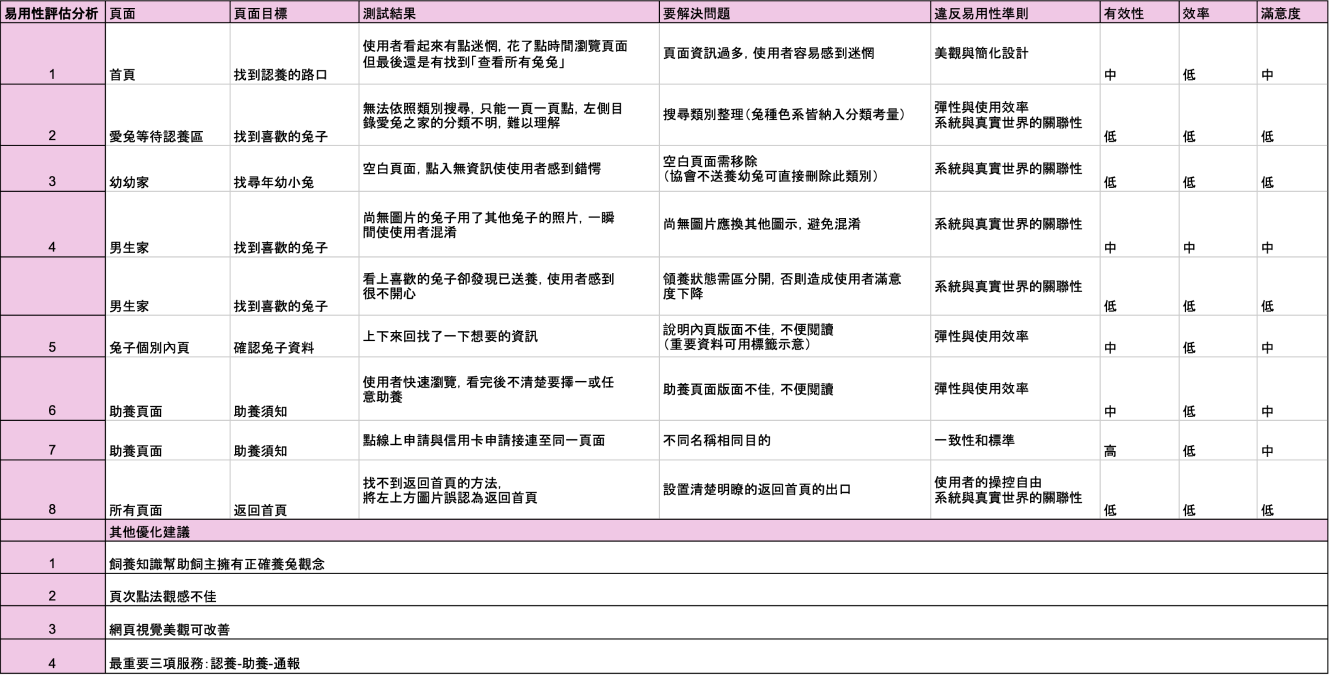 易用性評估分析 頁面 頁面目標 測試結果 要解決問題 違反易用性準則 有效性 效率 滿意度
1 首頁 找到認養的路口
使用者看起來有點迷惘，花了點時間瀏覽頁面
但最後還是有找到「查看所有兔兔」
頁面資訊過多，使用者容易感到迷惘
美觀與簡化設計
中 低 中
2 愛兔等待認養區 找到喜歡的兔子
無法依照類別搜尋，只能一頁一頁點，左側目
錄愛兔之家的分類不明，難以理解
搜尋類別整理（兔種色系皆納入分類考量）
彈性與使用效率
系統與真實世界的關聯性
低 低 低
3 幼幼家 找尋年幼小兔
空白頁面，點入無資訊使使用者感到錯愕
空白頁面需移除
（協會不送養幼兔可直接刪除此類別）
系統與真實世界的關聯性
低 低 低
4 男生家 找到喜歡的兔子
尚無圖片的兔子用了其他兔子的照片，一瞬
間使使用者混淆
尚無圖片應換其他圖示，避免混淆
系統與真實世界的關聯性
中 中 中
男生家 找到喜歡的兔子
看上喜歡的兔子卻發現已送養，使用者感到
很不開心
領養狀態需區分開，否則造成使用者滿意
度下降
系統與真實世界的關聯性
低 低 低
5 兔子個別內頁 確認兔子資料
上下來回找了一下想要的資訊
說明內頁版面不佳，不便閱讀
（重要資料可用標籤示意）
彈性與使用效率
中 低 中
6 助養頁面 助養須知
使用者快速瀏覽，看完後不清楚要擇一或任
意助養
助養頁面版面不佳，不便閱讀
彈性與使用效率
中 低 中
7 助養頁面 助養須知
點線上申請與信用卡申請接連至同一頁面
不同名稱相同目的
一致性和標準
高 低 中
8 所有頁面 返回首頁
找不到返回首頁的方法，
將左上方圖片誤認為返回首頁
設置清楚明瞭的返回首頁的出口
使用者的操控自由
系統與真實世界的關聯性
低 低 低
其他優化建議
1 飼養知識幫助飼主擁有正確養兔觀念
2 頁次點法觀感不佳
3 網頁視覺美觀可改善
4 最重要三項服務：認養-助養-通報